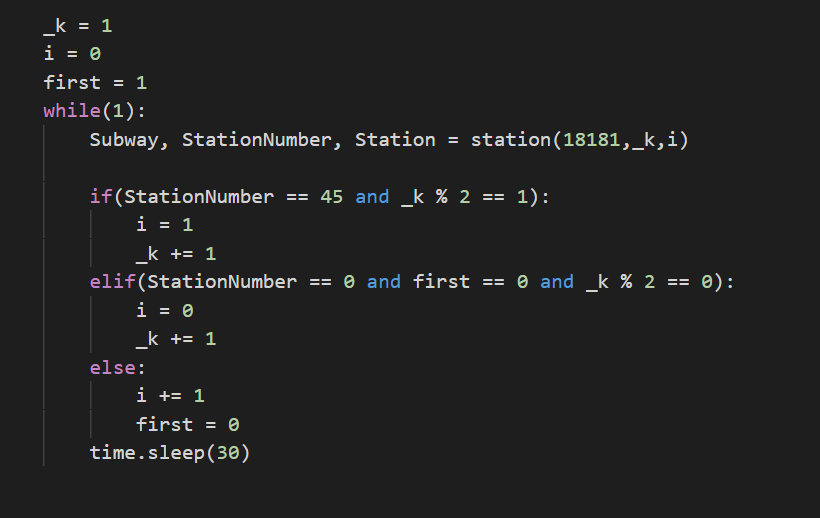 _k = 1
i = 0
first = 1
while(1):
    Subway, StationNumber, Station = station(18181,_k,i)
    if(StationNumber == 45 and _k % 2 == 1):
        i = 1
        _k += 1
    elif(StationNumber == 0 and first == 0 and _k % 2 == 0):
        i = 0
        _k += 1
    else:
        i += 1
        first = 0
    time.sleep(30)